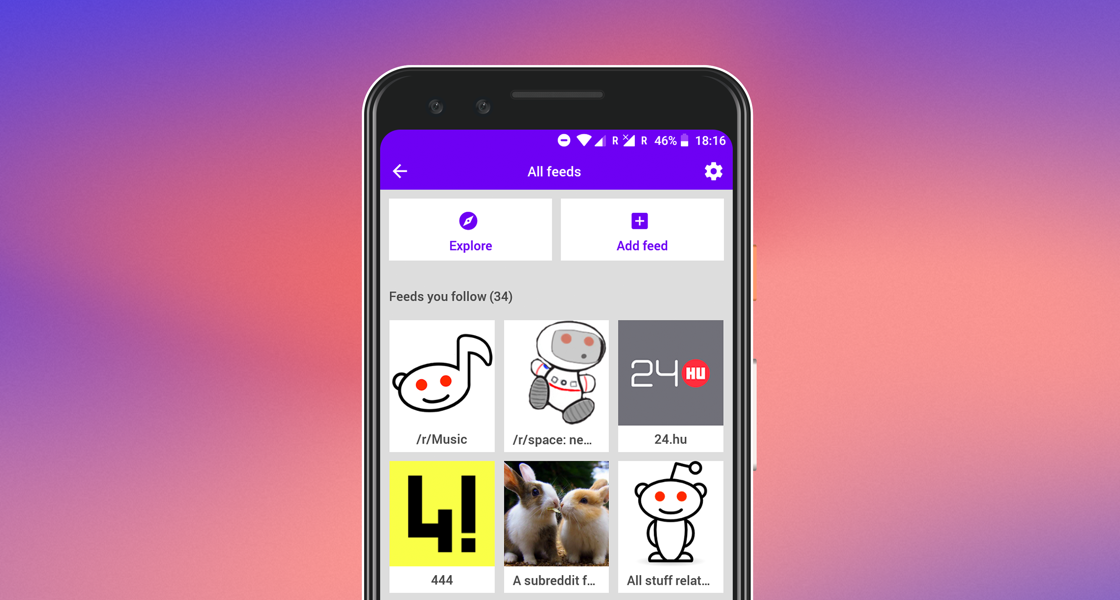 R R 46% 18:16
All feeds
Explore
Add feed
Feeds you follow (34)
24 HU
/r/Music
/r/space: ne...
24.hu
4!
444
A subreddit f...
All stuff relat...